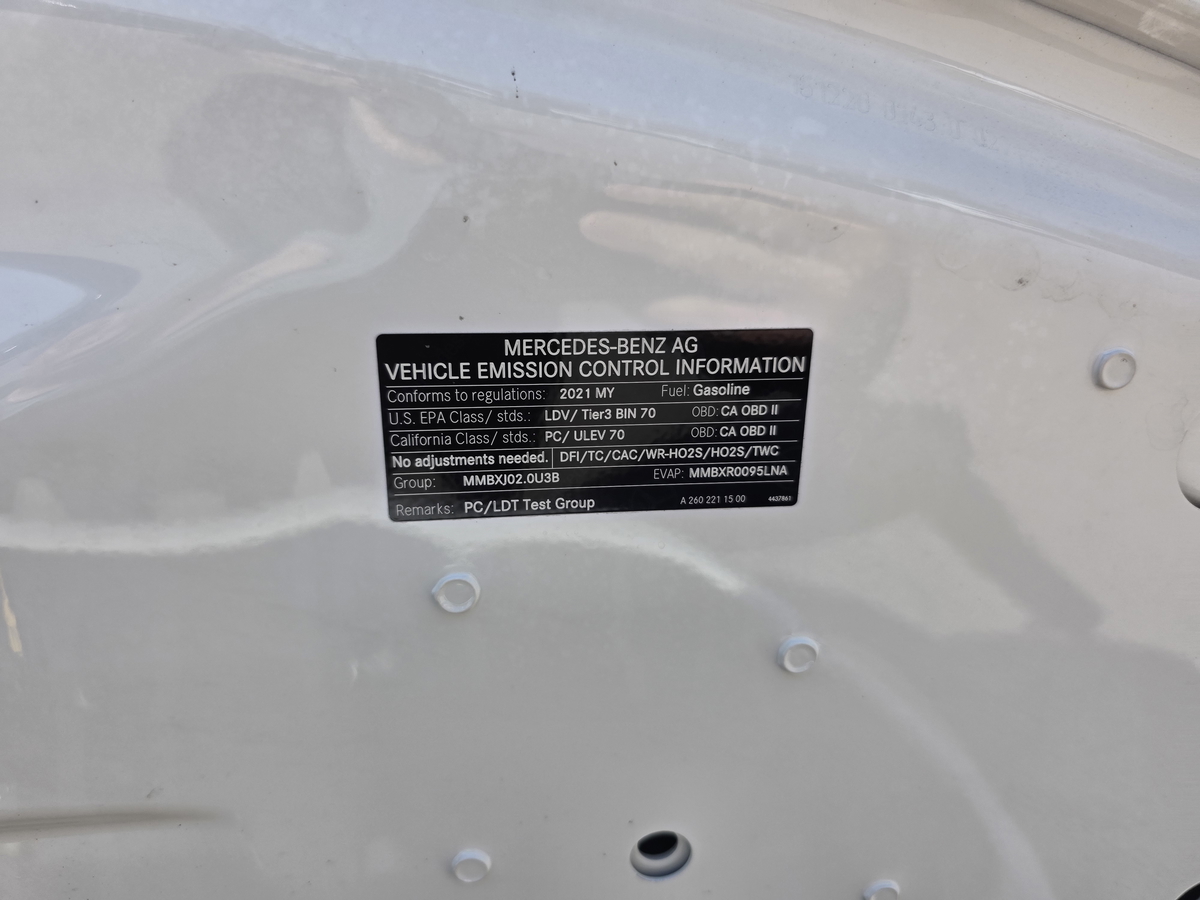 MERCEDES-BENZ AG
VEHICLE EMISSION CONTROL INFORMATION
Conforms to regulations: 2021 MY Fuel: Gasoline
U.S. EPA Class/ stds.: LDV/ Tier3 BIN 70 OBD: CA OBD II
California Class/ stds.: PC/ ULEV 70 OBD: CA OBD II
No adjustments needed. DFI/TC/CAC/WR-HO2S/HO2S/TWC
Group: MMBXJ02.0U3B EVAP: MMBXR0095LNA
Remarks: PC/LDT Test Group A 260 221 15 00 4437861